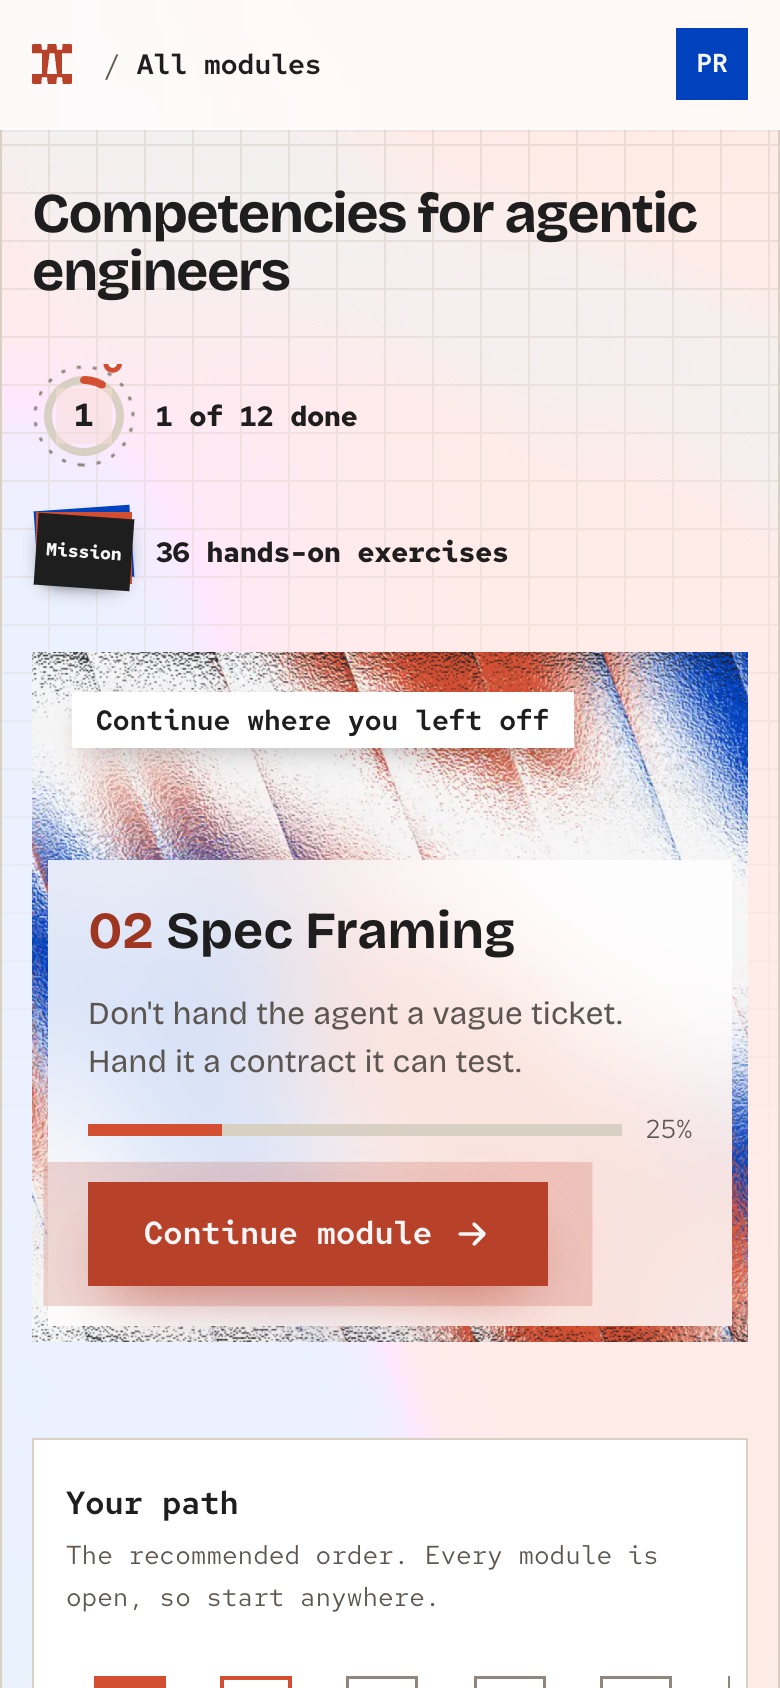 / All modules
PR
Competencies for agentic
engineers
1
1 of 12 done
Mission
36 hands-on exercises
Continue where you left off
02 Spec Framing
Don't hand the agent a vague ticket.
Hand it a contract it can test.
25%
Continue module →
Your path
The recommended order. Every module is
open, so start anywhere.